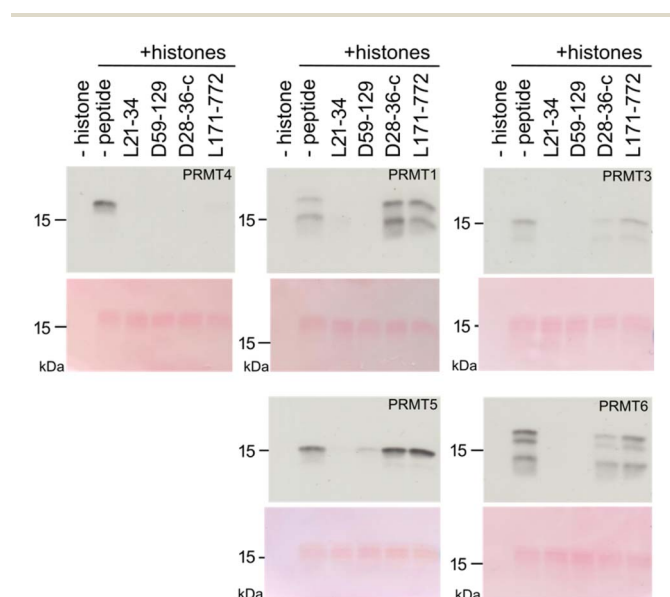 +histones
+histones
+histones
- histone
- peptide
L21-34
D59-129
D28-36-c
L171-772
- histone
- peptide
L21-34
D59-129
D28-36-c
L171-772
- histone
- peptide
L21-34
D59-129
D28-36-c
L171-772
PRMT4
PRMT1
PRMT3
15
15
15
15
15
15
kDa
kDa
kDa
PRMT5
PRMT6
15
15
15
15
kDa
kDa